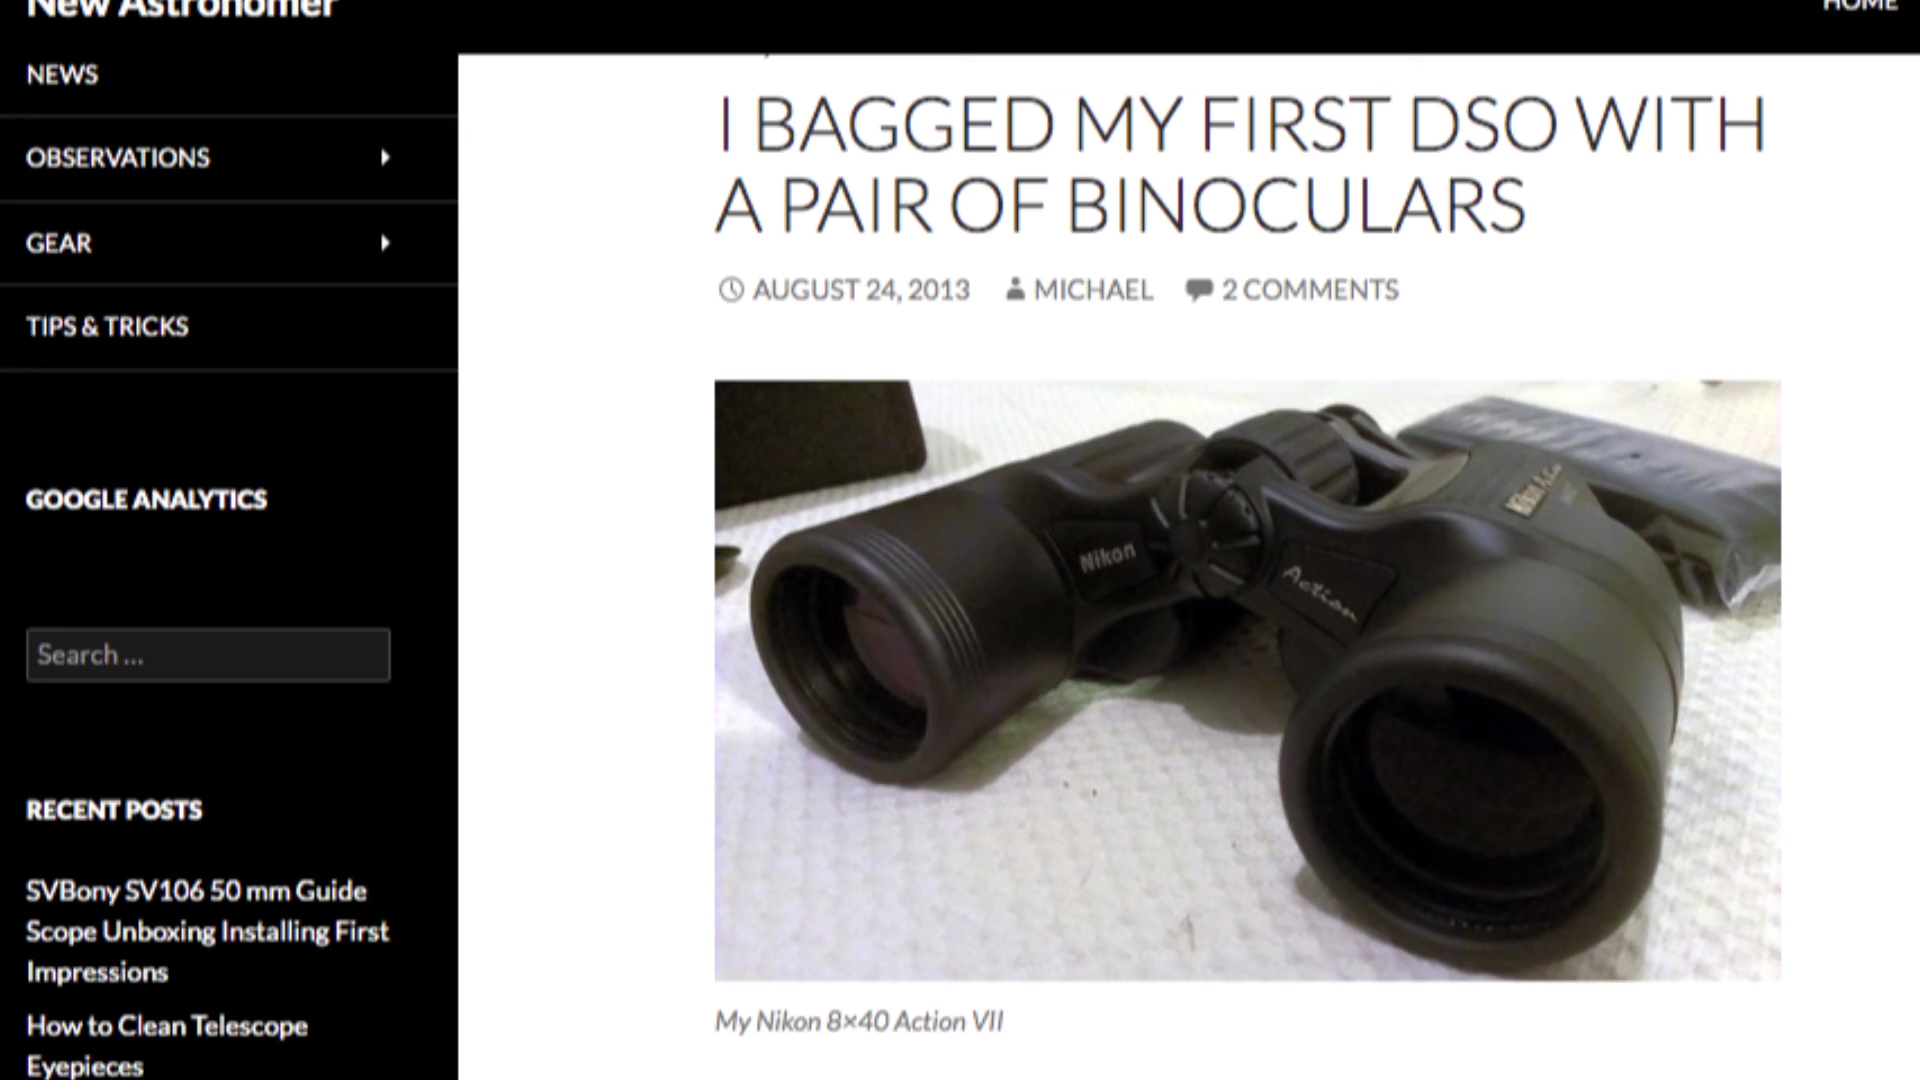 New Astronomer
HOME
NEWS
OBSERVATIONS
GEAR
TIPS & TRICKS
GOOGLE ANALYTICS
Search ...
RECENT POSTS
SVBony SV106 50 mm Guide
Scope Unboxing Installing First
Impressions
How to Clean Telescope
Eyepieces
I BAGGED MY FIRST DSO WITH
A PAIR OF BINOCULARS
AUGUST 24, 2013 MICHAEL 2 COMMENTS
Nikon
Action
My Nikon 8×40 Action VII